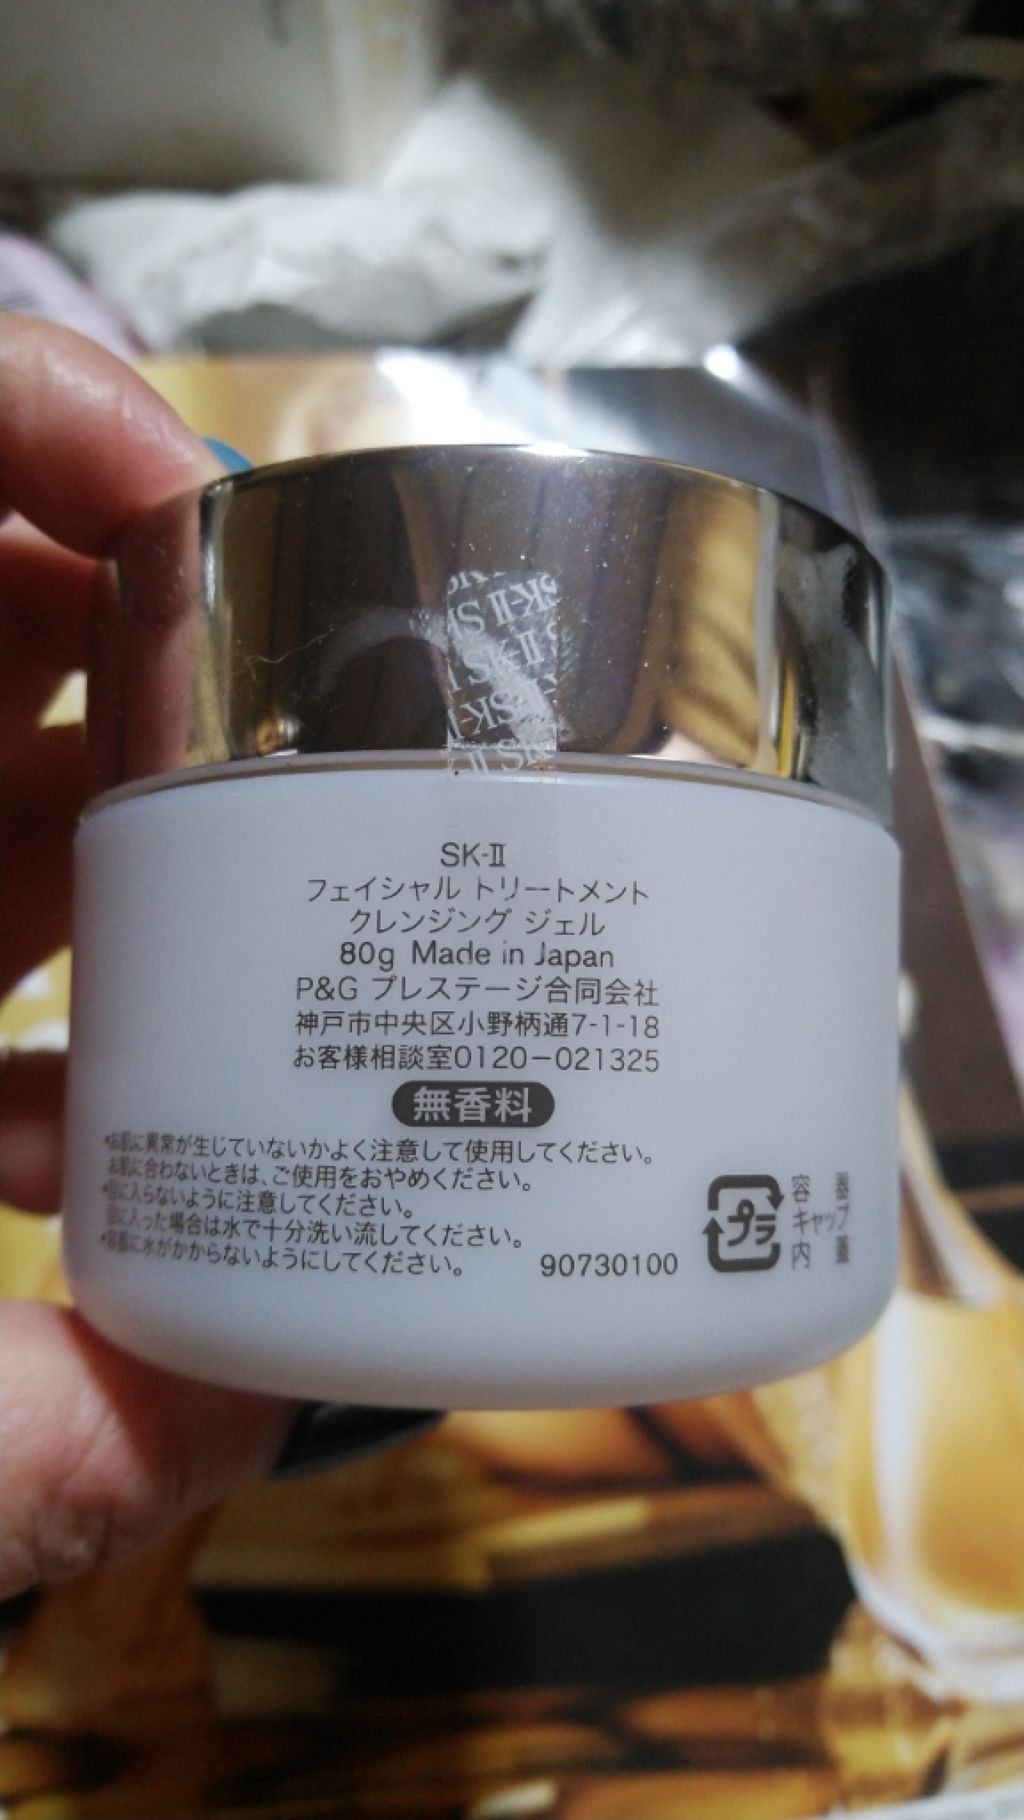 SK-II
SK-II
SK-II
SK-II
SK-II
フェイシャル トリートメント
クレンジング ジェル
80g Made in Japan
P&G プレステージ合同会社
神戸市中央区小野柄通7-1-18
お客様相談室0120-021325
無香料
*お肌に異常が生じていないかよく注意して使用してください。
お肌に合わないときは、ご使用をおやめください。
*目に入らないように注意してください。
目に入った場合は水で十分洗い流してください。
*容器に水がかからないようにしてください。
90730100
プラ
容器
キャップ
内蓋